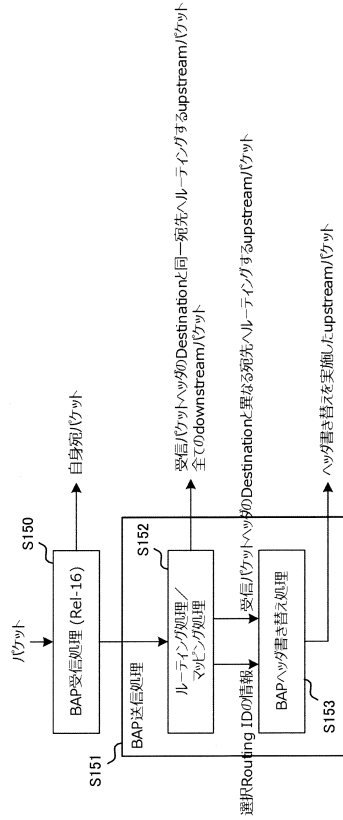 パケット
S150
BAP受信処理 (Rel-16)
自身宛パケット
S151
BAP送信処理
S152
ルーティング処理／
マッピング処理
受信パケットヘッダのDestinationと同一宛先へルーティングするupstreamパケット
全てのdownstreamパケット
選択Routing IDの情報
受信パケットヘッダのDestinationと異なる宛先へルーティングするupstreamパケット
BAPヘッダ書き替え処理
S153
ヘッダ書き替えを実施したupstreamパケット